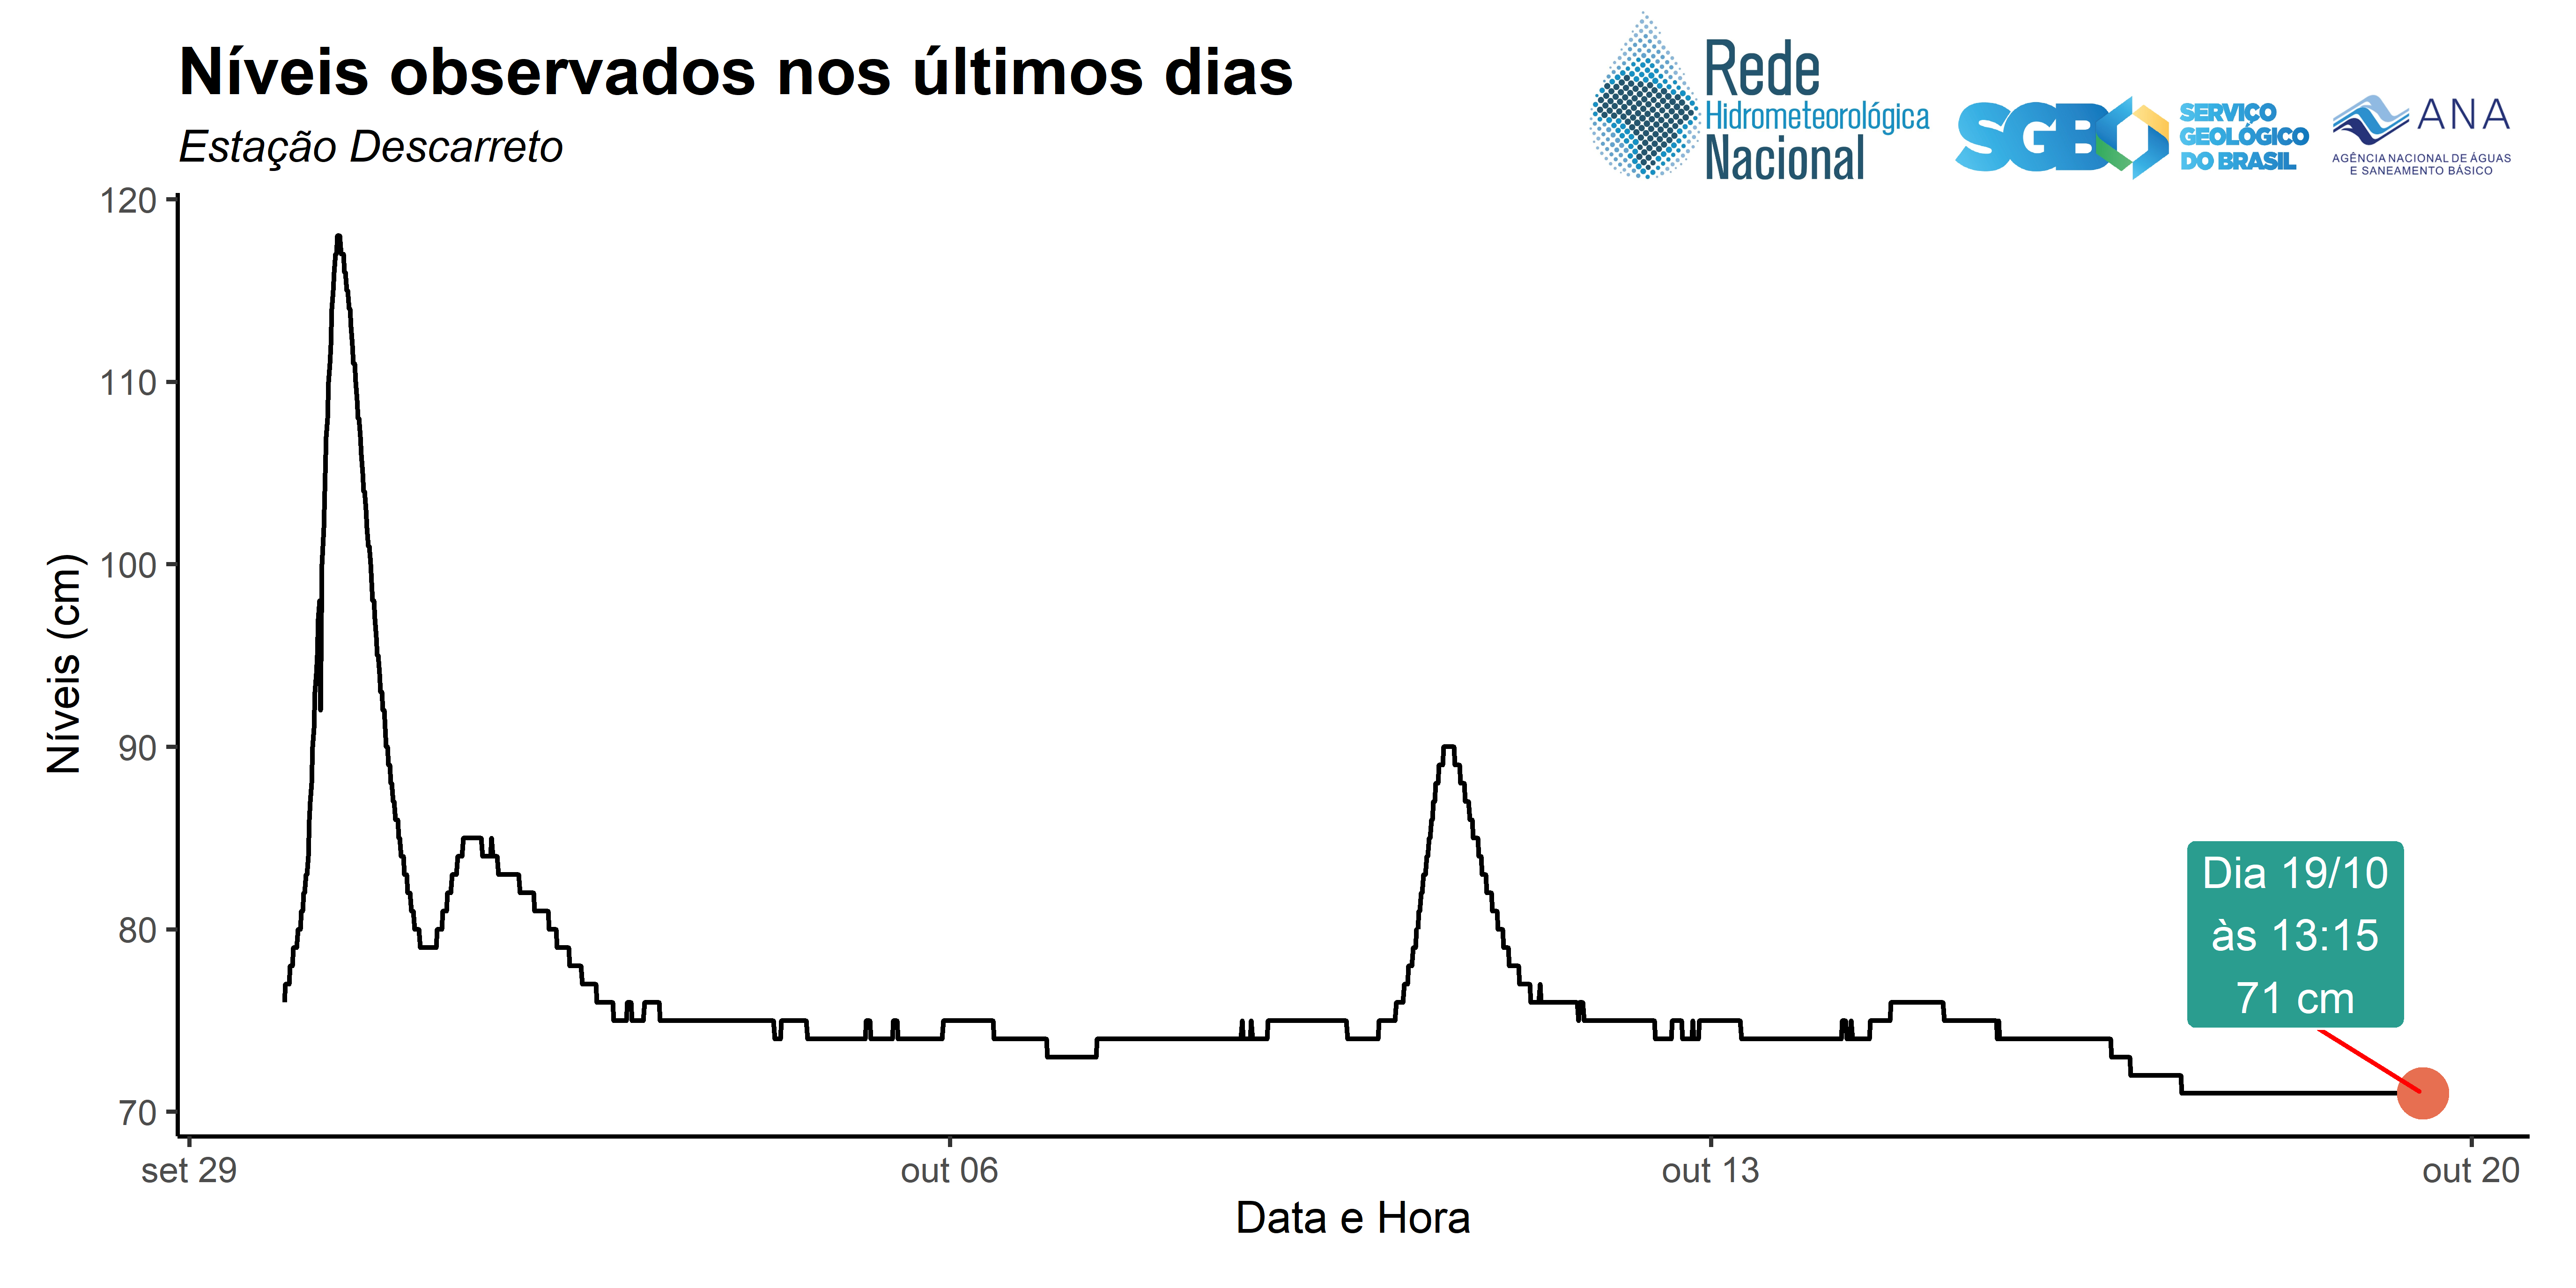 Níveis observados nos últimos dias
Estação Descarreto
Rede
Hidrometeorológica
Nacional
SGB
SERVIÇO
GEOLÓGICO
DO BRASIL
ANA
AGÊNCIA NACIONAL DE ÁGUAS
E SANEAMENTO BÁSICO
Níveis (cm)
120
110
100
90
80
70
Dia 19/10
às 13:15
71 cm
set 29
out 06
out 13
out 20
Data e Hora